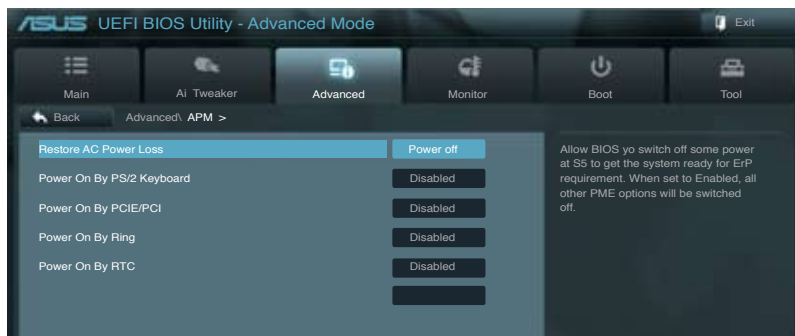 ASUS UEFI BIOS Utility - Advanced Mode
Exit
Main
Ai Tweaker
Advanced
Monitor
Boot
Tool
Back
Advanced\ APM >
Restore AC Power Loss
Power off
Power On By PS/2 Keyboard
Disabled
Power On By PCIE/PCI
Disabled
Power On By Ring
Disabled
Power On By RTC
Disabled
Allow BIOS yo switch off some power
at S5 to get the system ready for ErP
requirement. When set to Enabled, all
other PME options will be switched
off.